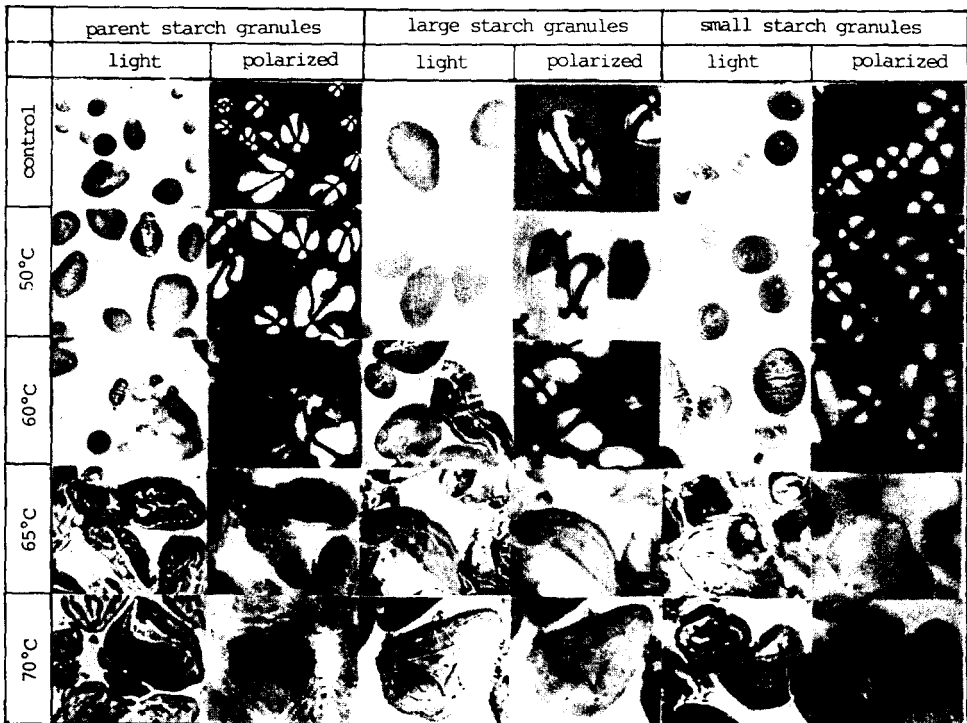 parent starch granules large starch granules small starch granules
light polarized light polarized light polarized
control
50°C
60°C
65°C
70°C